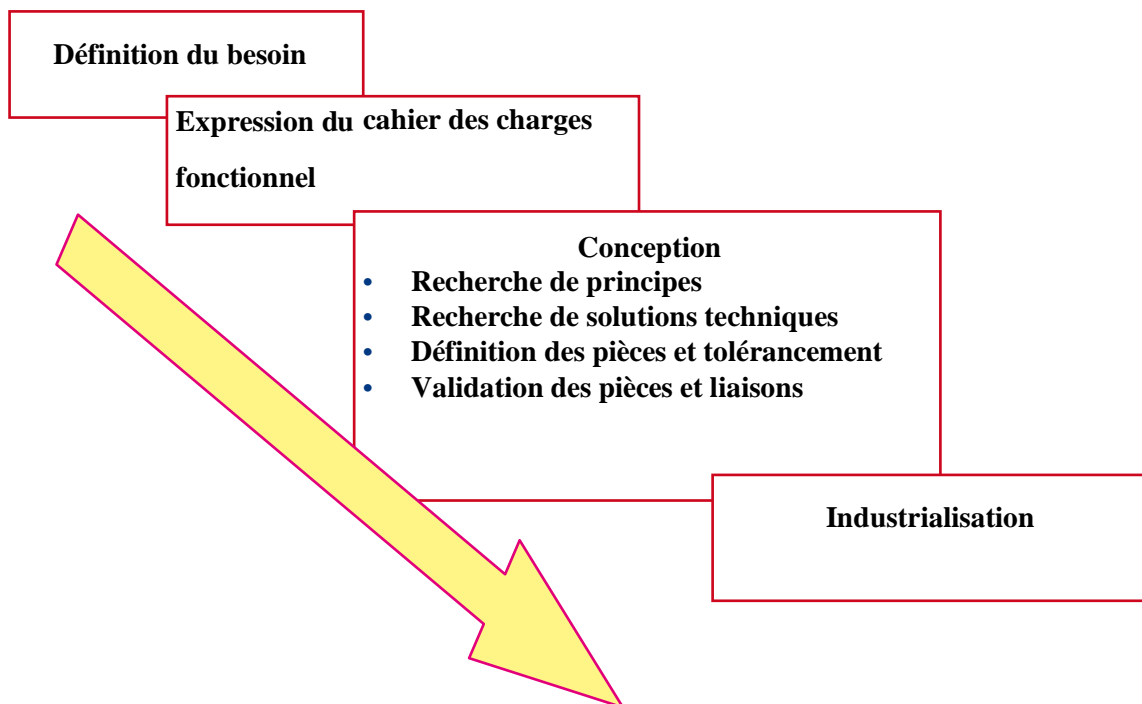 Définition du besoin
Expression du cahier des charges
fonctionnel
Conception
• Recherche de principes
• Recherche de solutions techniques
• Définition des pièces et tolérancement
• Validation des pièces et liaisons
Industrialisation